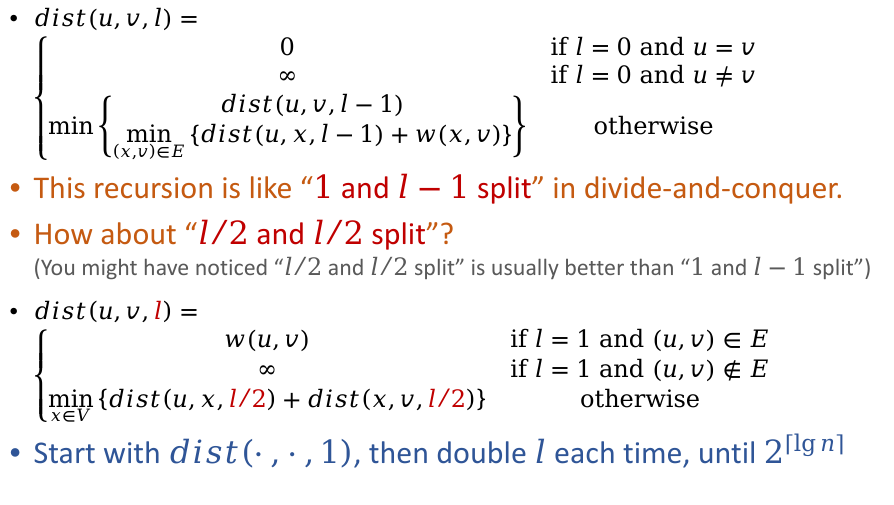 • dist(u, v, l) =
0 if l = 0 and u = v
∞ if l = 0 and u ≠ v
min { dist(u, v, l − 1)
min {dist(u, x, l − 1) + w(x, v)} } otherwise
(x,v)∈E
• This recursion is like “1 and l − 1 split” in divide-and-conquer.
• How about “l/2 and l/2 split”?
(You might have noticed “l/2 and l/2 split” is usually better than “1 and l − 1 split”)
• dist(u, v, l) =
w(u, v) if l = 1 and (u, v) ∈ E
∞ if l = 1 and (u, v) ∉ E
min {dist(u, x, l/2) + dist(x, v, l/2)} otherwise
x∈V
• Start with dist(· , · , 1), then double l each time, until 2^⌈lg n⌉